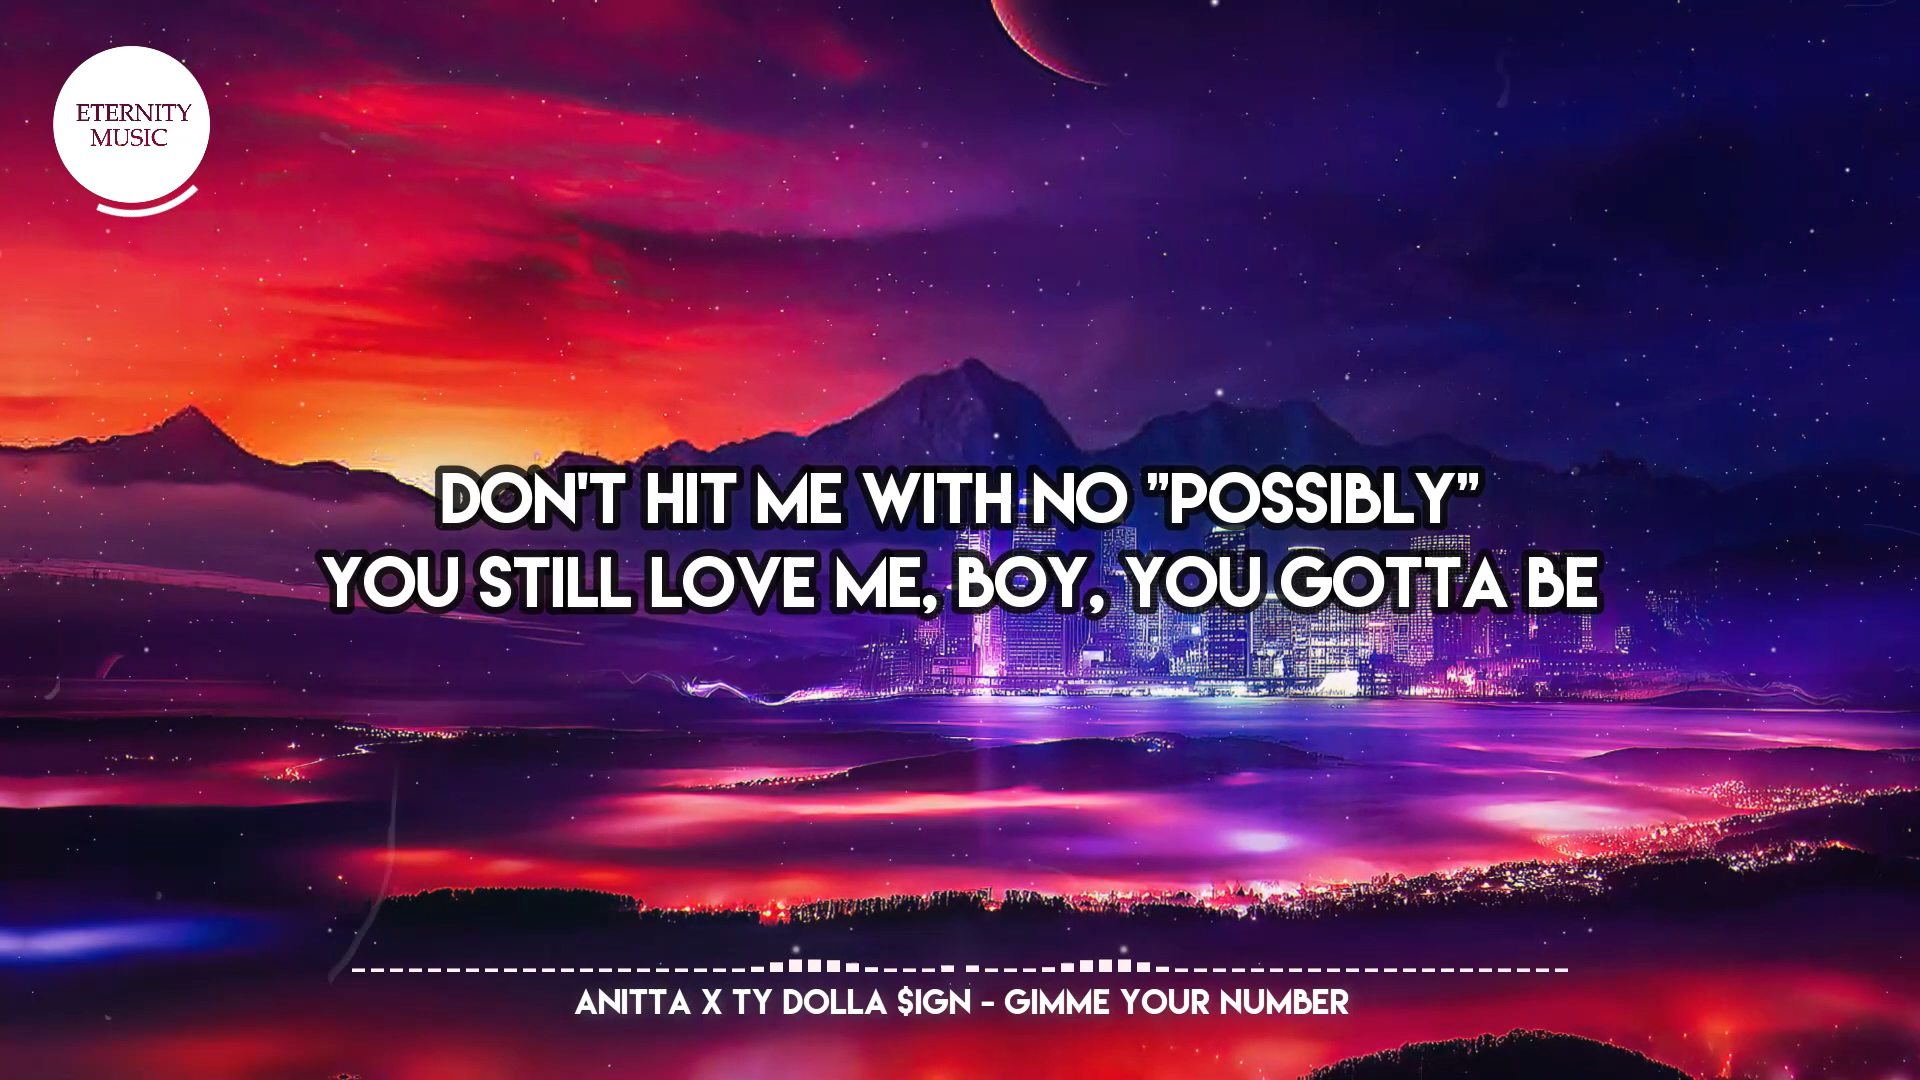 ETERNITY
MUSIC
DON'T HIT ME WITH NO "POSSIBLY"
YOU STILL LOVE ME, BOY, YOU GOTTA BE
ANITTA X TY DOLLA $IGN - GIMME YOUR NUMBER